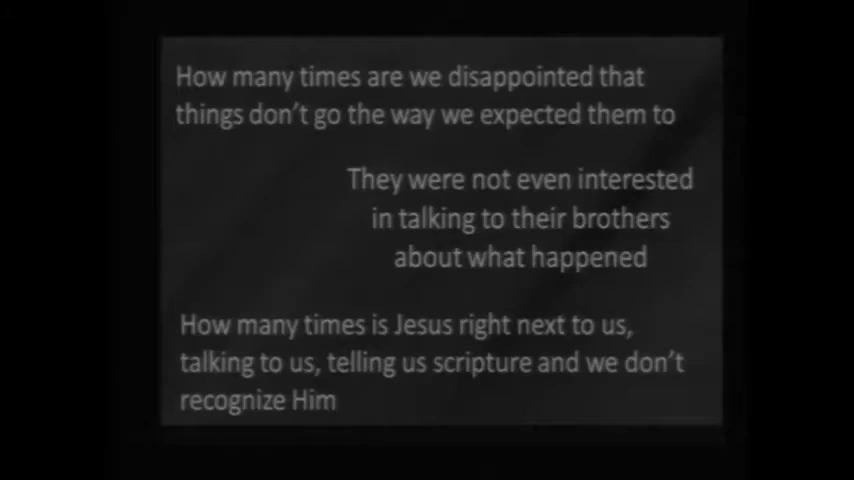 How many times are we disappointed that
things don't go the way we expected them to
They were not even interested
in talking to their brothers
about what happened
How many times is Jesus right next to us,
talking to us, telling us scripture and we don't
recognize Him